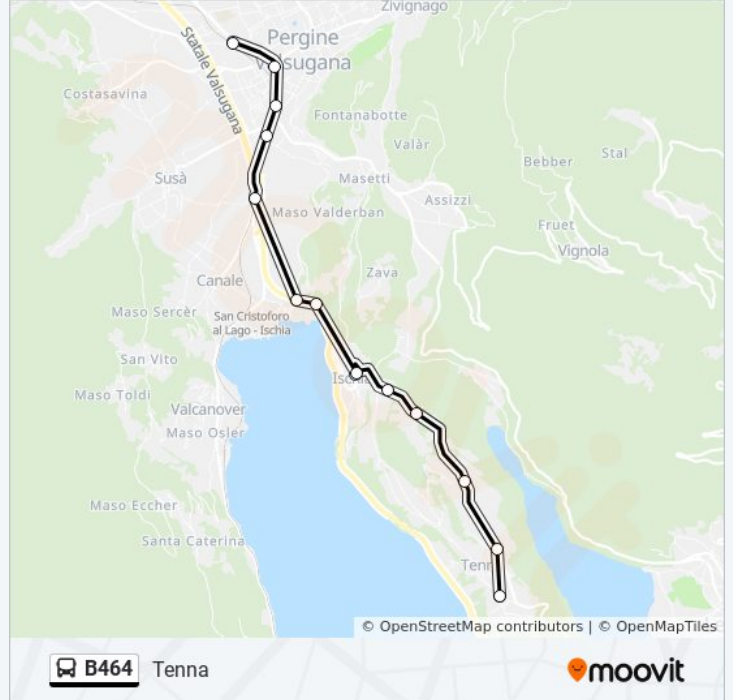 Zivignago
Pergine
Valsugana
Statale Valsugana
Costasavina
Fontanabotte
Valàr
Bebber
Stal
Susà
Masetti
Assizzi
Maso Valderban
Fruet
Vignola
Canale
Zava
Maso Sercèr
San Cristoforo
al Lago - Ischia
San Vito
Ischia
Maso Toldi
Valcanover
Maso Osler
Maso Eccher
Santa Caterina
Tenna
© OpenStreetMap contributors | © OpenMapTiles
B464 Tenna
moovit